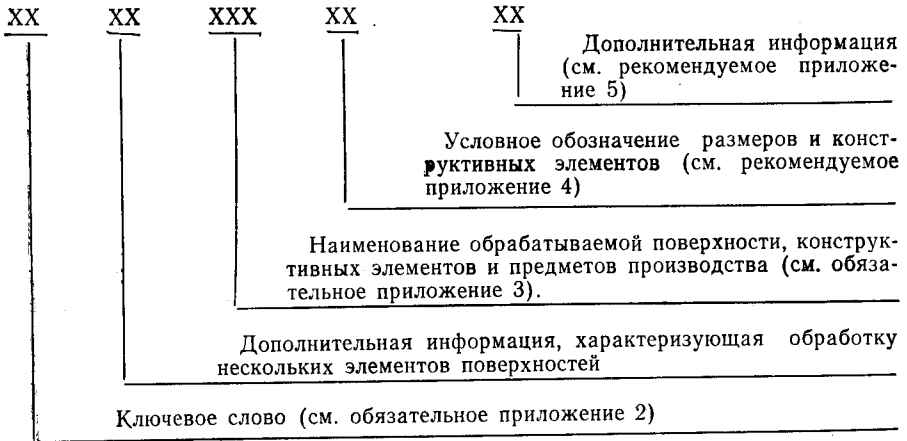 XX XX XXX XX XX
Дополнительная информация
(см. рекомендуемое приложе-
ние 5)
Условное обозначение размеров и конст-
руктивных элементов (см. рекомендуемое
приложение 4)
Наименование обрабатываемой поверхности, конструк-
тивных элементов и предметов производства (см. обяза-
тельное приложение 3).
Дополнительная информация, характеризующая обработку
нескольких элементов поверхностей
Ключевое слово (см. обязательное приложение 2)